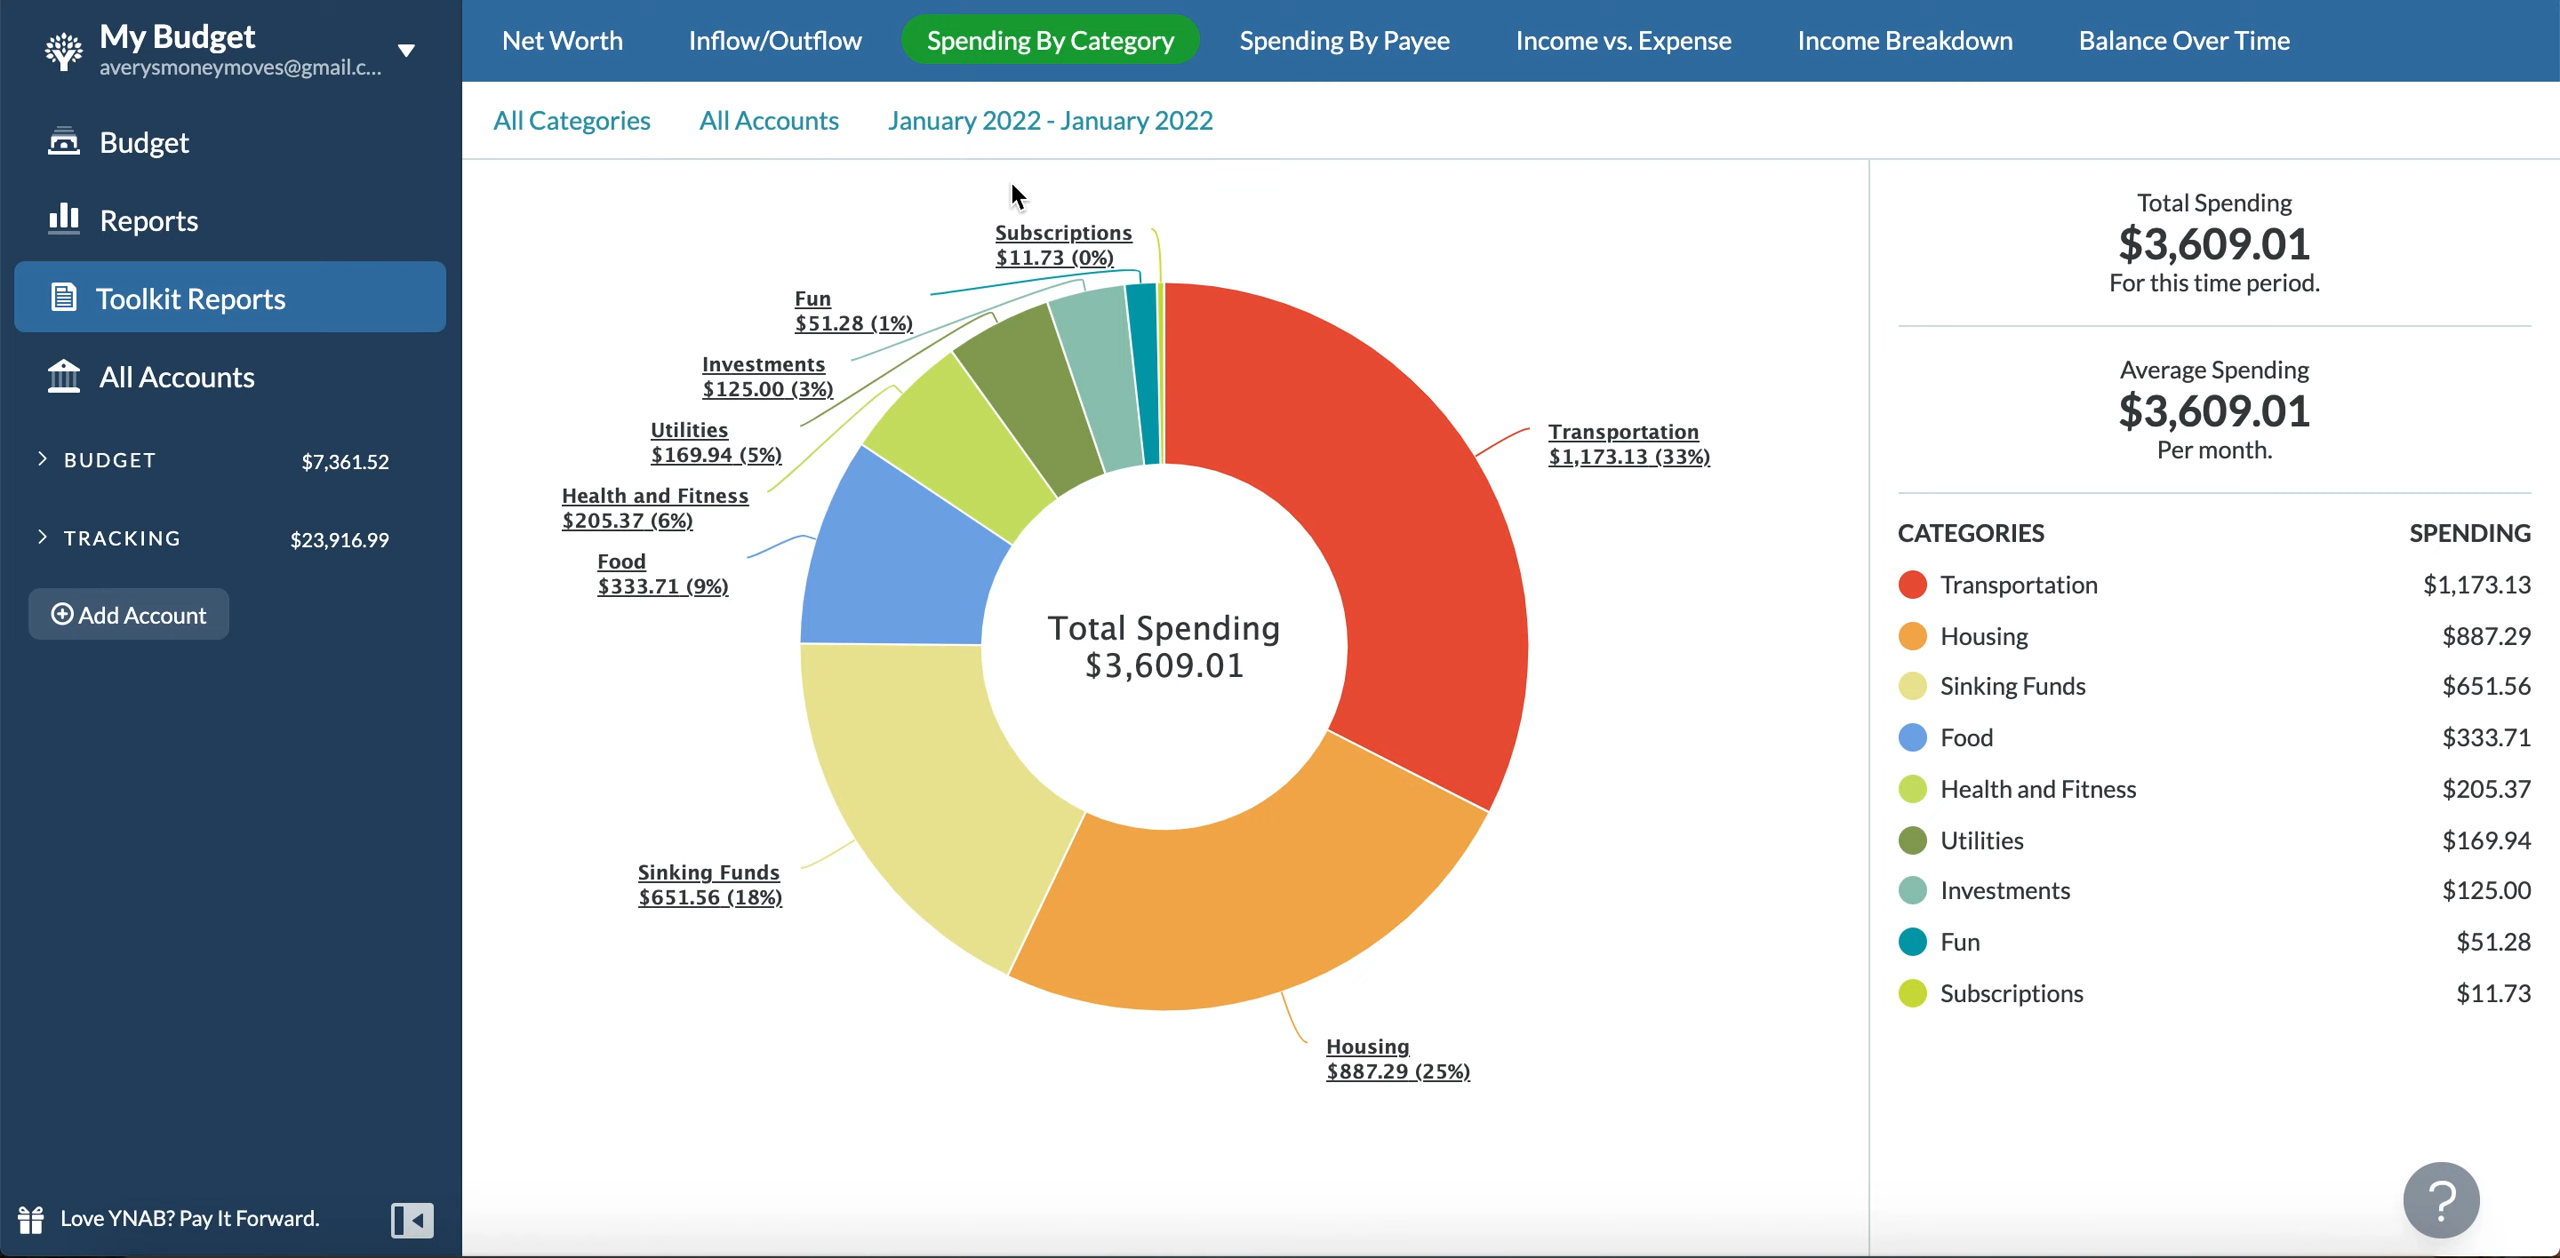 My Budget
averysmoneymoves@gmail.c...
Budget
Reports
Toolkit Reports
All Accounts
BUDGET $7,361.52
TRACKING $23,916.99
Add Account
Love YNAB? Pay It Forward.
Net Worth Inflow/Outflow Spending By Category Spending By Payee Income vs. Expense Income Breakdown Balance Over Time
All Categories All Accounts January 2022 - January 2022
Subscriptions
$11.73 (0%)
Fun
$51.28 (1%)
Investments
$125.00 (3%)
Utilities
$169.94 (5%)
Health and Fitness
$205.37 (6%)
Food
$333.71 (9%)
Sinking Funds
$651.56 (18%)
Transportation
$1,173.13 (33%)
Housing
$887.29 (25%)
Total Spending
$3,609.01
Total Spending
$3,609.01
For this time period.
Average Spending
$3,609.01
Per month.
CATEGORIES SPENDING
Transportation $1,173.13
Housing $887.29
Sinking Funds $651.56
Food $333.71
Health and Fitness $205.37
Utilities $169.94
Investments $125.00
Fun $51.28
Subscriptions $11.73
?